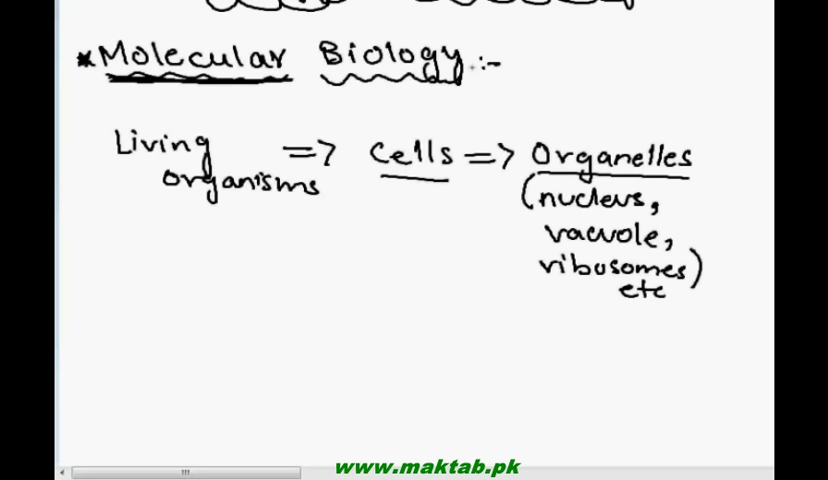 *Molecular Biology :-
Living => Cells => Organelles
organisms
(nucleus,
vacuole,
ribosomes)
etc
www.maktab.pk